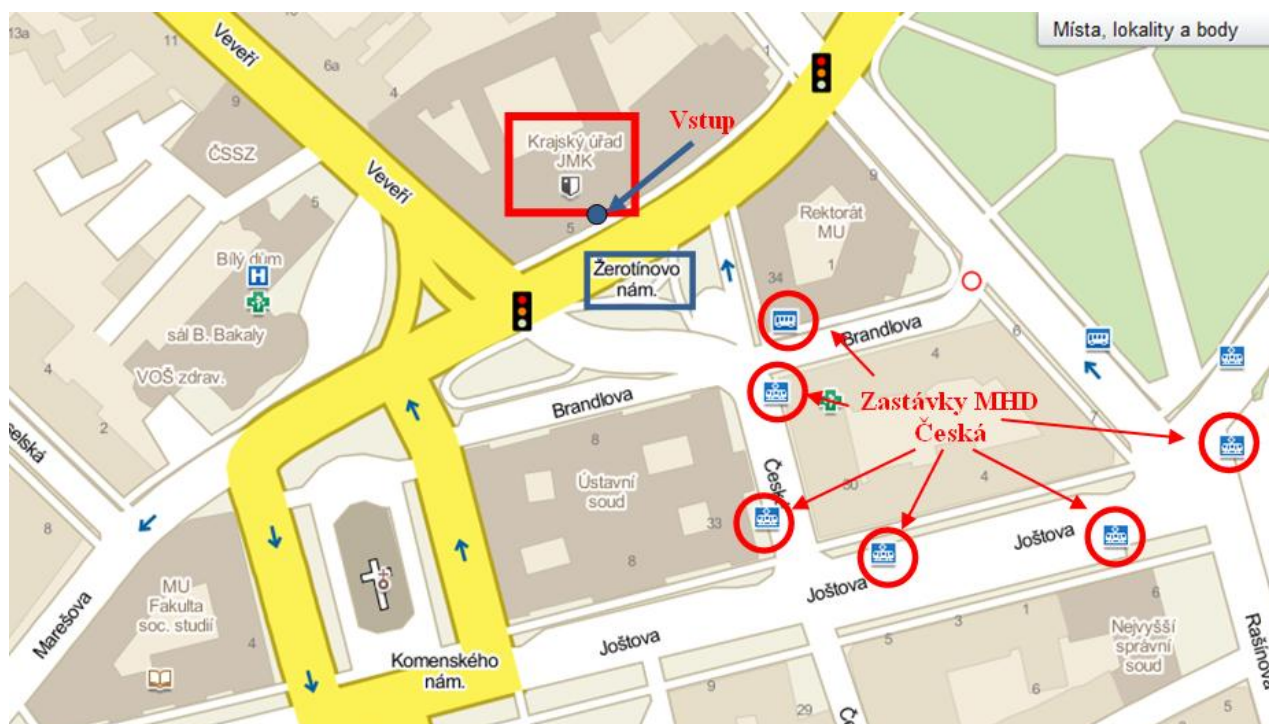 Místa, lokality a body
13a
11
Veveří
6a
4
1
9
ČSSZ
Krajský úřad
JMK
Vstup
Veveří
5
5
9
Rektorát
MU
1
34
Bílý dům
H
sál B. Bakaly
VOŠ zdrav.
4
2
Žerotínovo
nám.
Brandlova
6
4
Brandlova
Zastávky MHD
Česká
7
selská
8
8
Ústavní
soud
33
8
Česk
30
4
Joštova
Joštova
Joštova
MU
Fakulta
soc. studií
4
Marešova
Komenského
nám.
9
29
5
3
1
6
6
5
Nejvyšší
správní
soud
Rašínova
Če